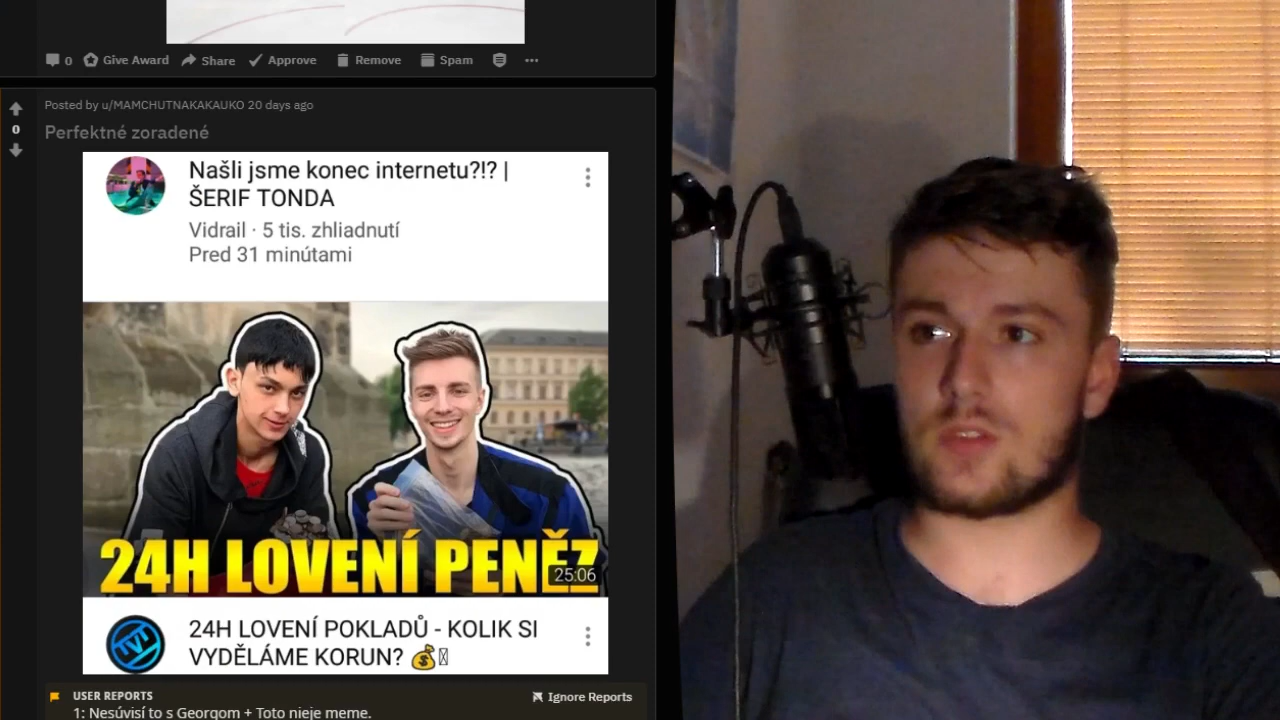 0 Give Award Share Approve Remove Spam
Posted by u/MAMCHUTNAKAKAUKO 20 days ago
0
Perfektné zoradené
Našli jsme konec internetu?!? |
ŠERIF TONDA
Vidrail · 5 tis. zhliadnutí
Pred 31 minútami
24H LOVENÍ PENĚZ
25:06
TVT
24H LOVENÍ POKLADŮ - KOLIK SI
VYDĚLÁME KORUN? 💰
USER REPORTS Ignore Reports
1: Nesúvisí to s Georgom + Toto nieje meme.